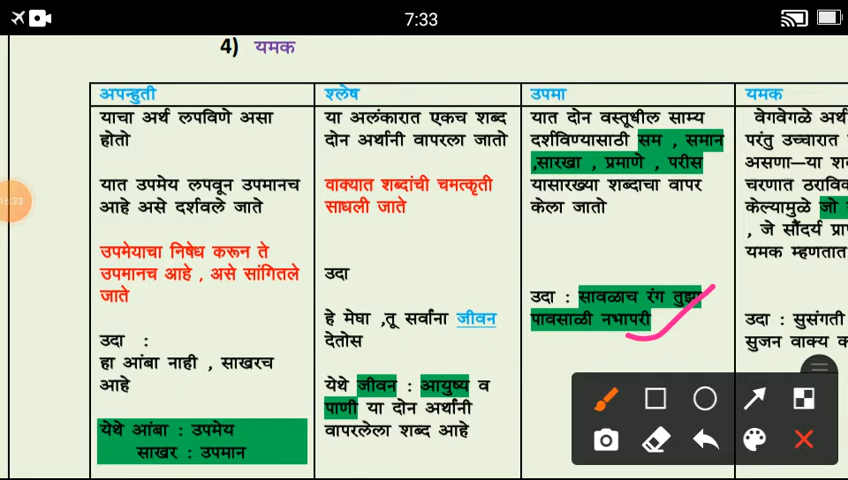 7:33
4) यमक
अपन्हुती
याचा अर्थ लपविणे असा
होतो
यात उपमेय लपवून उपमानच
आहे असे दर्शवले जाते
उपमेयाचा निषेध करून ते
उपमानच आहे , असे सांगितले
जाते
उदा :
हा आंबा नाही , साखरच
आहे
येथे आंबा : उपमेय
साखर : उपमान
श्लेष
या अलंकारात एकच शब्द
दोन अर्थानी वापरला जातो
वाक्यात शब्दांची चमत्कृती
साधली जाते
उदा
हे मेघा ,तू सर्वांना जीवन
देतोस
येथे जीवन : आयुष्य व
पाणी या दोन अर्थांनी
वापरलेला शब्द आहे
उपमा
यात दोन वस्तूधील साम्य
दर्शविण्यासाठी सम , समान
,सारखा , प्रमाणे , परीस
यासारख्या शब्दाचा वापर
केला जातो
उदा : सावळाच रंग तुझा
पावसाळी नभापरी
यमक
वेगवेगळे
परंतु उच्चारात
असणा—या
चरणात
केल्यामुळे जो
, जे सौंदर्य
यमक म्हणतात
उदा : सुसंगती
सुजन वाक्य
16:33